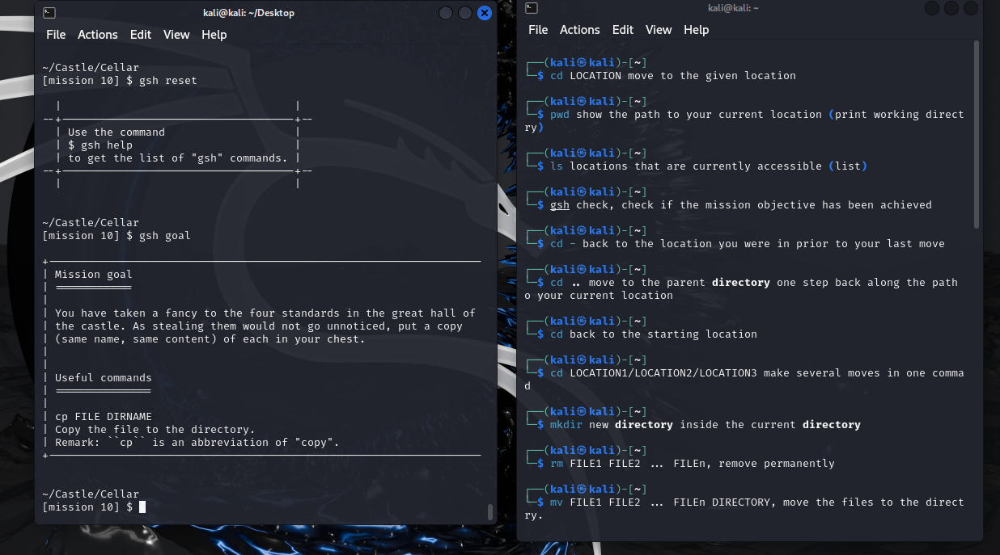 kali@kali: ~/Desktop
File Actions Edit View Help
~/Castle/Cellar
[mission 10] $ gsh reset
Use the command
$ gsh help
to get the list of "gsh" commands.
~/Castle/Cellar
[mission 10] $ gsh goal
Mission goal
============
You have taken a fancy to the four standards in the great hall of
the castle. As stealing them would not go unnoticed, put a copy
(same name, same content) of each in your chest.
Useful commands
===============
cp FILE DIRNAME
Copy the file to the directory.
Remark: ``cp`` is an abbreviation of "copy".
~/Castle/Cellar
[mission 10] $
kali@kali: ~
File Actions Edit View Help
┌──(kali㉿kali)-[~]
└─$ cd LOCATION move to the given location
┌──(kali㉿kali)-[~]
└─$ pwd show the path to your current location (print working direct
ry)
┌──(kali㉿kali)-[~]
└─$ ls locations that are currently accessible (list)
┌──(kali㉿kali)-[~]
└─$ gsh check, check if the mission objective has been achieved
┌──(kali㉿kali)-[~]
└─$ cd - back to the location you were in prior to your last move
┌──(kali㉿kali)-[~]
└─$ cd .. move to the parent directory one step back along the path
o your current location
┌──(kali㉿kali)-[~]
└─$ cd back to the starting location
┌──(kali㉿kali)-[~]
└─$ cd LOCATION1/LOCATION2/LOCATION3 make several moves in one comma
d
┌──(kali㉿kali)-[~]
└─$ mkdir new directory inside the current directory
┌──(kali㉿kali)-[~]
└─$ rm FILE1 FILE2 ... FILEn, remove permanently
┌──(kali㉿kali)-[~]
└─$ mv FILE1 FILE2 ... FILEn DIRECTORY, move the files to the direct
ry.